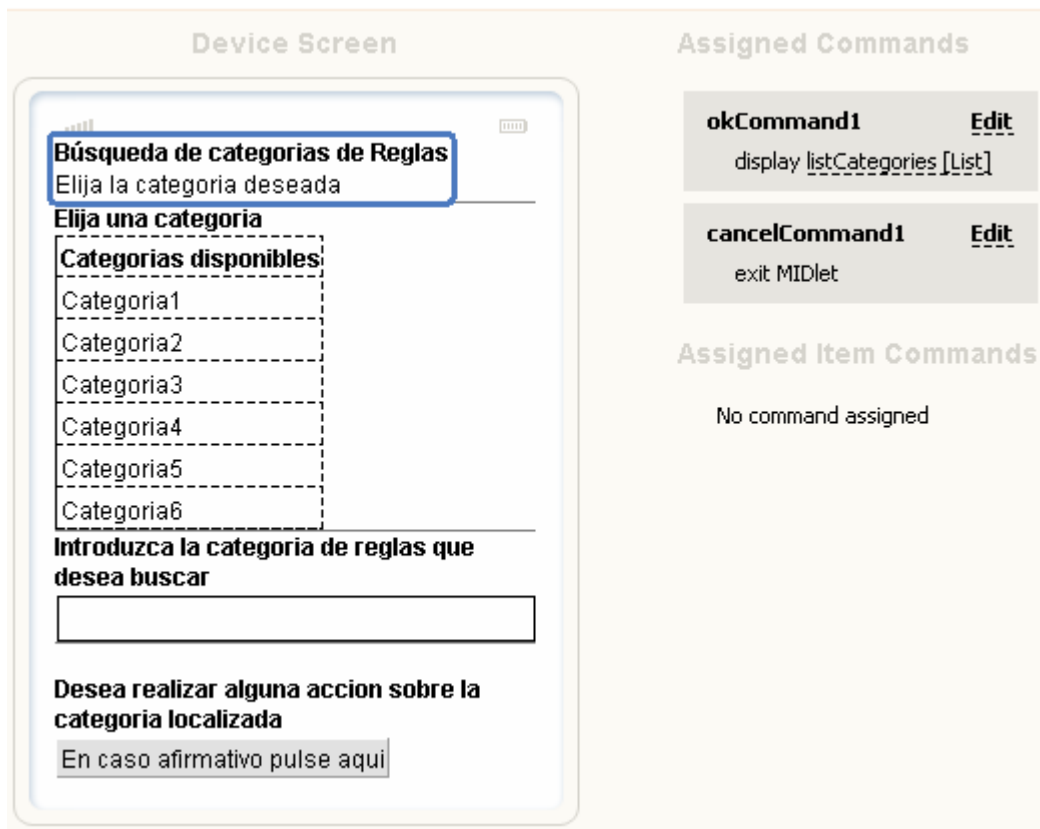 Device Screen
Búsqueda de categorias de Reglas
Elija la categoria deseada
Elija una categoria
Categorias disponibles
Categoria1
Categoria2
Categoria3
Categoria4
Categoria5
Categoria6
Introduzca la categoria de reglas que
desea buscar
Desea realizar alguna accion sobre la
categoria localizada
En caso afirmativo pulse aqui
Assigned Commands
okCommand1 Edit
display listCategories [List]
cancelCommand1 Edit
exit MIDlet
Assigned Item Commands
No command assigned